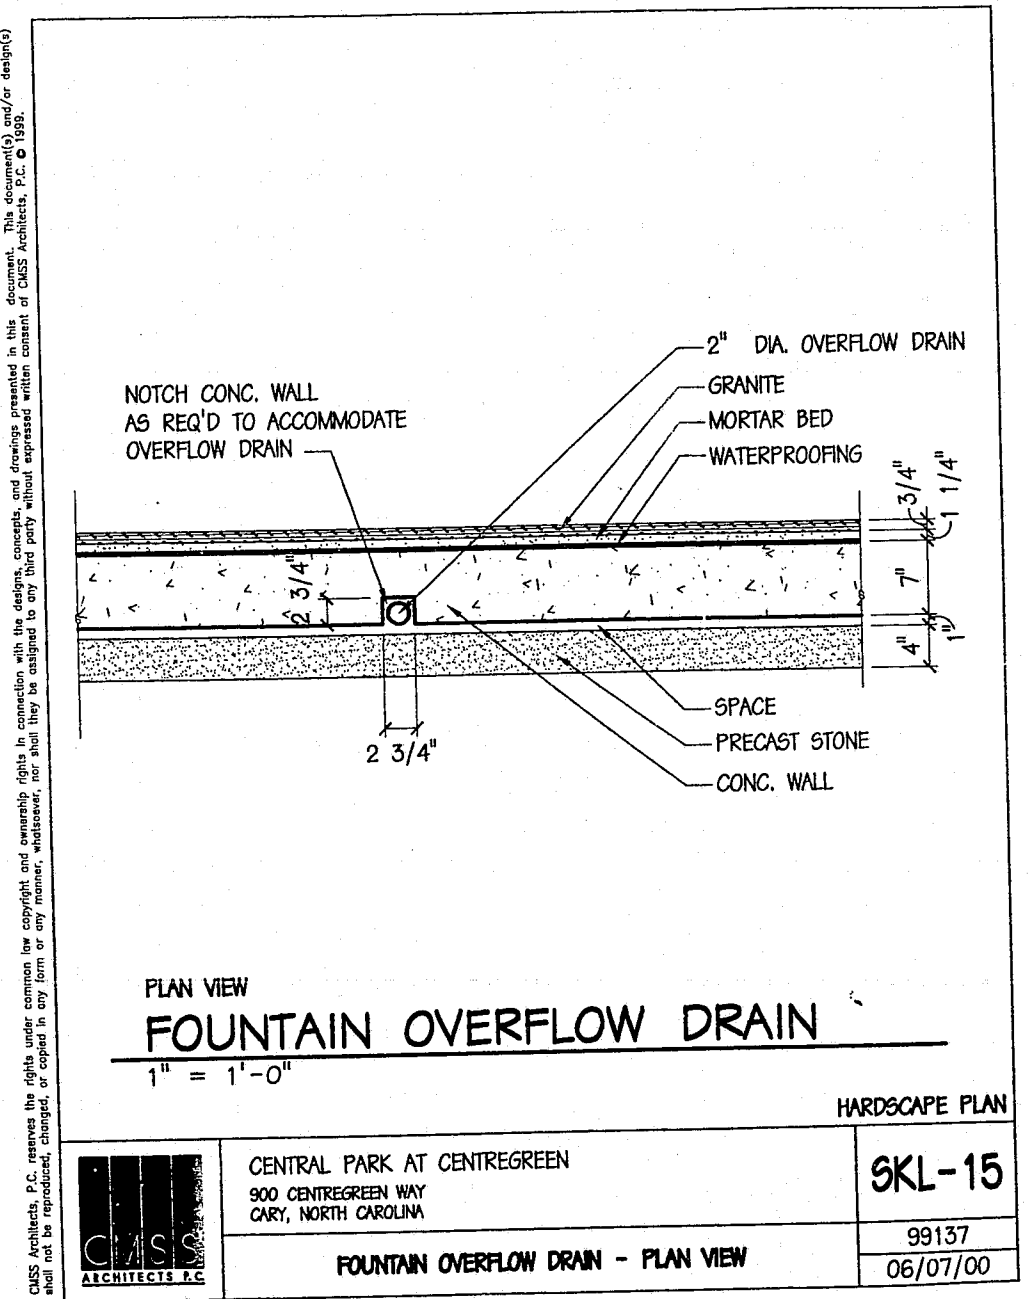 CMSS Architects, P.C. reserves the rights under common law copyright and ownership rights in connection with the designs, concepts, and drawings presented in this document. This document(s) and/or design(s)
shall not be reproduced, changed, or copied in any form or any manner, whatsoever, nor shall they be assigned to any third party without expressed written consent of CMSS Architects, P.C. © 1999.
2" DIA. OVERFLOW DRAIN
GRANITE
MORTAR BED
WATERPROOFING
NOTCH CONC. WALL
AS REQ'D TO ACCOMMODATE
OVERFLOW DRAIN
3/4"
1 1/4"
7"
1"
4"
2 3/4"
2 3/4"
SPACE
PRECAST STONE
CONC. WALL
PLAN VIEW
FOUNTAIN OVERFLOW DRAIN
1" = 1'-0"
HARDSCAPE PLAN
CMSS
ARCHITECTS P.C
CENTRAL PARK AT CENTREGREEN
900 CENTREGREEN WAY
CARY, NORTH CAROLINA
FOUNTAIN OVERFLOW DRAIN - PLAN VIEW
SKL-15
99137
06/07/00